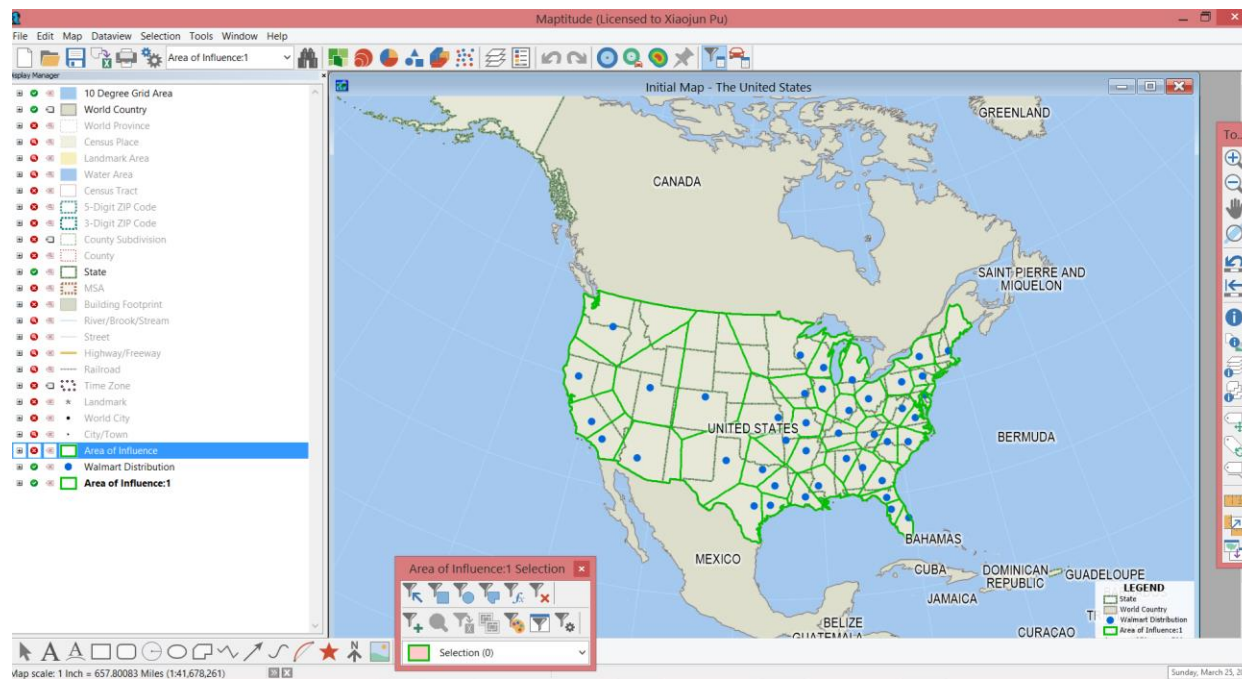 Maptitude (Licensed to Xiaojun Pu)
File Edit Map Dataview Selection Tools Window Help
Area of Influence:1
isplay Manager
10 Degree Grid Area
World Country
World Province
Census Place
Landmark Area
Water Area
Census Tract
5-Digit ZIP Code
3-Digit ZIP Code
County Subdivision
County
State
MSA
Building Footprint
River/Brook/Stream
Street
Highway/Freeway
Railroad
Time Zone
Landmark
World City
City/Town
Area of Influence
Walmart Distribution
Area of Influence:1
Initial Map - The United States
GREENLAND
CANADA
SAINT PIERRE AND
MIQUELON
UNITED STATES
BERMUDA
BAHAMAS
MEXICO
CUBA
DOMINICAN
REPUBLIC
GUADELOUPE
JAMAICA
BELIZE
GUATEMALA
CURACAO
LEGEND
State
World Country
Walmart Distribution
Area of Influence:1
To...
Area of Influence:1 Selection
Selection (0)
Map scale: 1 Inch = 657.80083 Miles (1:41,678,261)
Sunday, March 25, 2